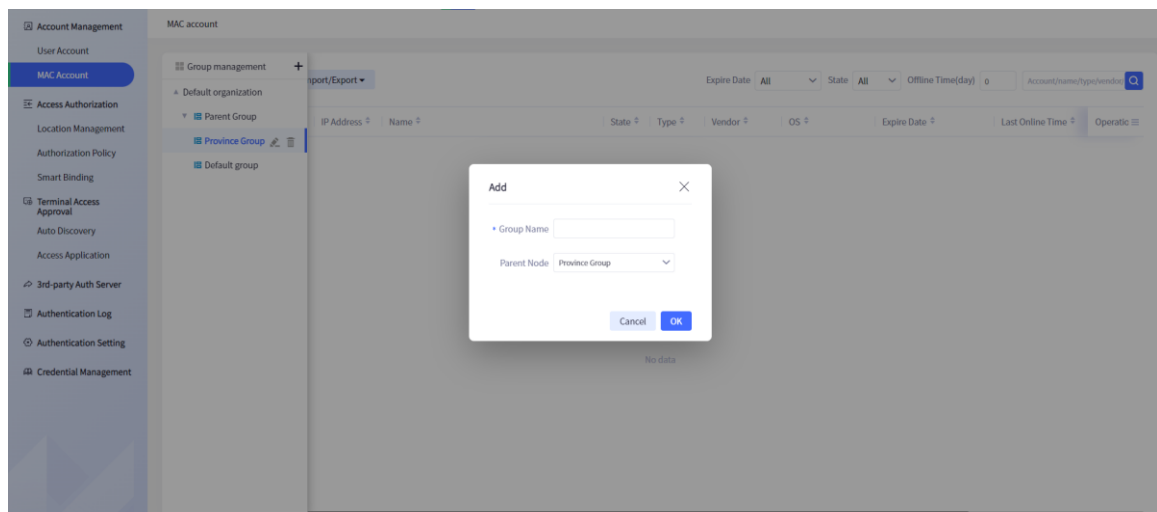 Account Management
User Account
MAC Account
Access Authorization
Location Management
Authorization Policy
Smart Binding
Terminal Access
Approval
Auto Discovery
Access Application
3rd-party Auth Server
Authentication Log
Authentication Setting
Credential Management
MAC account
Group management +
Default organization
Parent Group
Province Group
Default group
nport/Export
Expire Date All State All Offline Time(day) 0 Account/name/type/vendor
IP Address Name State Type Vendor OS Expire Date Last Online Time Operatic
Add
Group Name
Parent Node Province Group
Cancel OK
No data